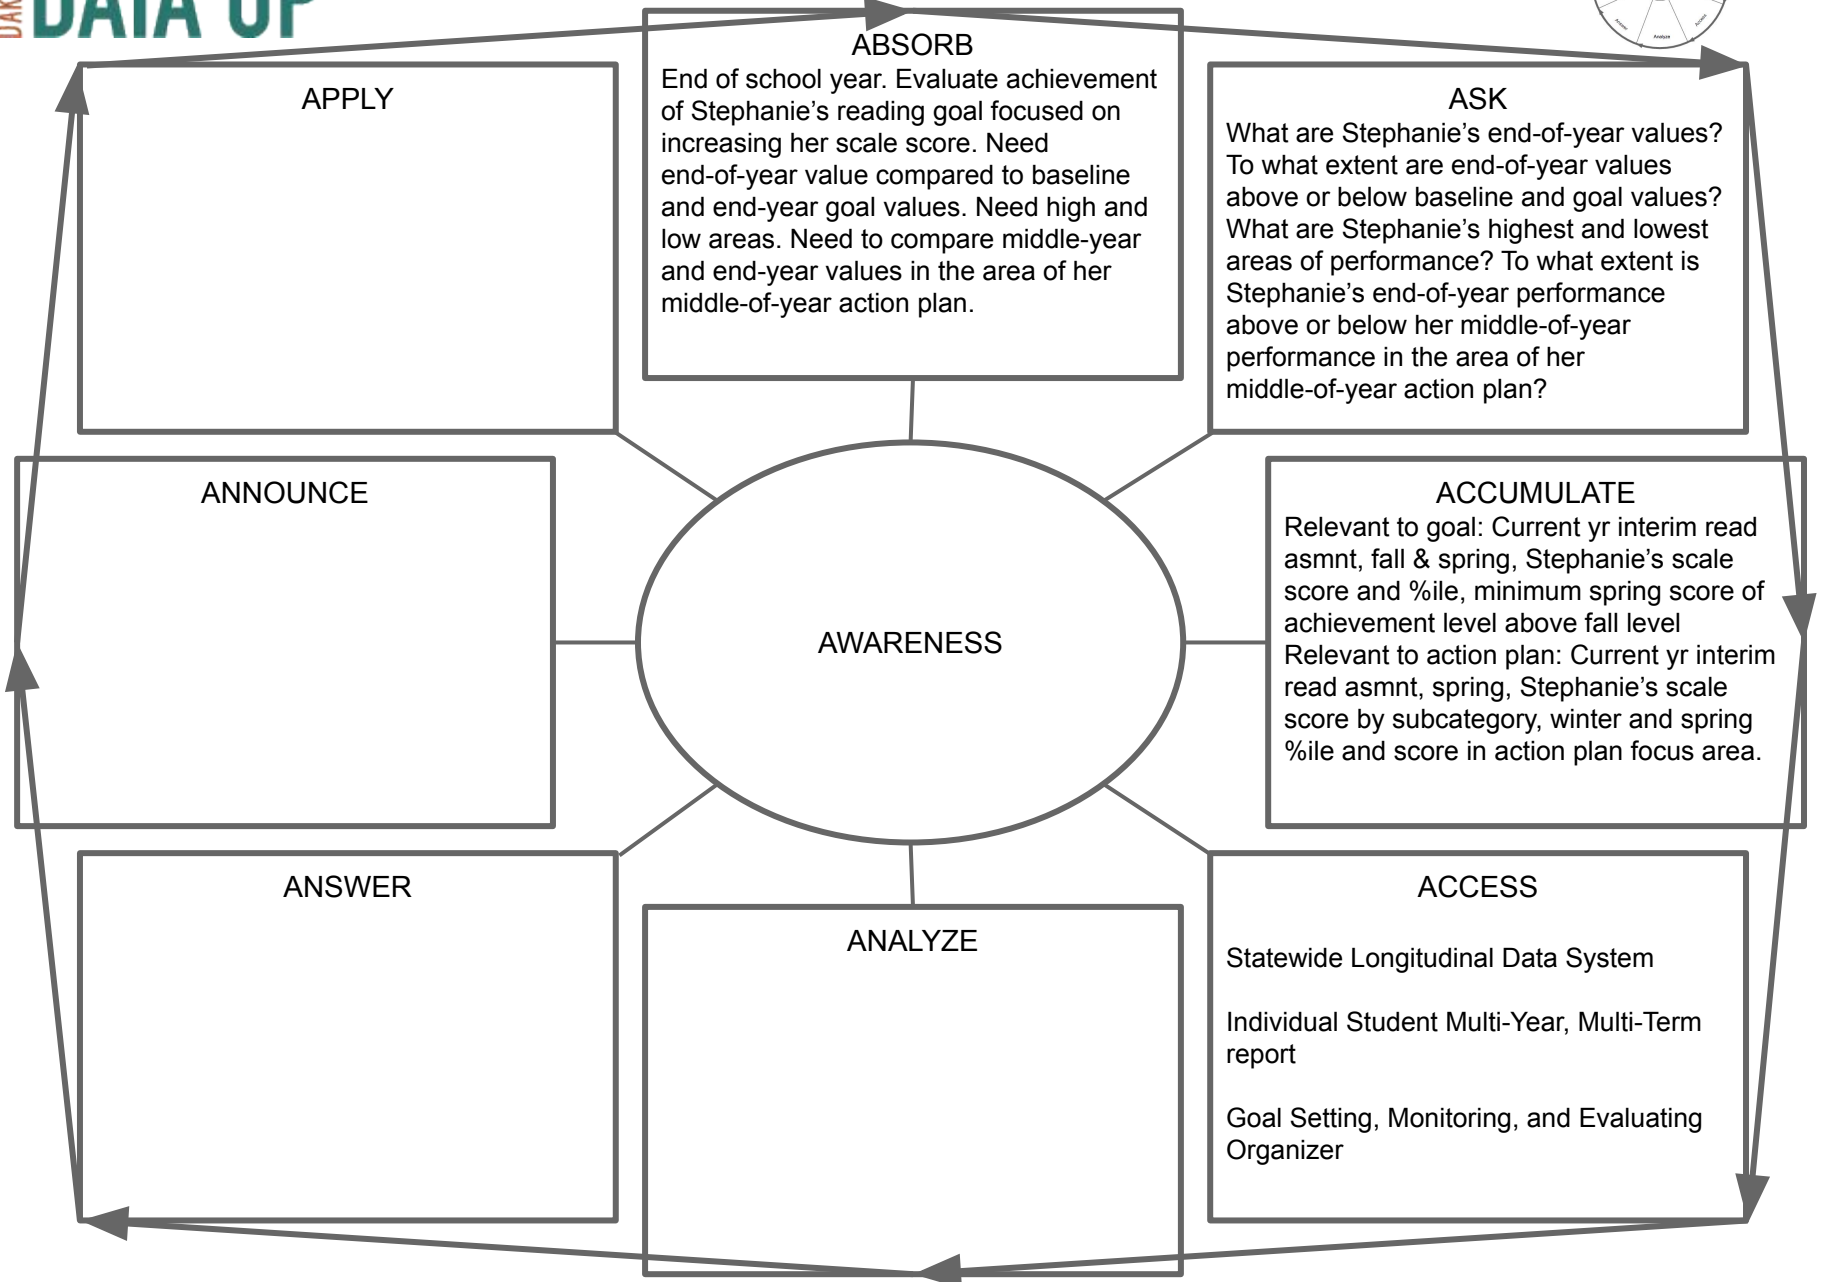 DATA UP
ABSORB
End of school year. Evaluate achievement
of Stephanie’s reading goal focused on
increasing her scale score. Need
end-of-year value compared to baseline
and end-year goal values. Need high and
low areas. Need to compare middle-year
and end-year values in the area of her
middle-of-year action plan.
ASK
What are Stephanie’s end-of-year values?
To what extent are end-of-year values
above or below baseline and goal values?
What are Stephanie’s highest and lowest
areas of performance? To what extent is
Stephanie’s end-of-year performance
above or below her middle-of-year
performance in the area of her
middle-of-year action plan?
ACCUMULATE
Relevant to goal: Current yr interim read
asmnt, fall & spring, Stephanie’s scale
score and %ile, minimum spring score of
achievement level above fall level
Relevant to action plan: Current yr interim
read asmnt, spring, Stephanie’s scale
score by subcategory, winter and spring
%ile and score in action plan focus area.
ACCESS
Statewide Longitudinal Data System
Individual Student Multi-Year, Multi-Term
report
Goal Setting, Monitoring, and Evaluating
Organizer
ANALYZE
ANSWER
ANNOUNCE
APPLY
AWARENESS
Answer
Analyze
Access